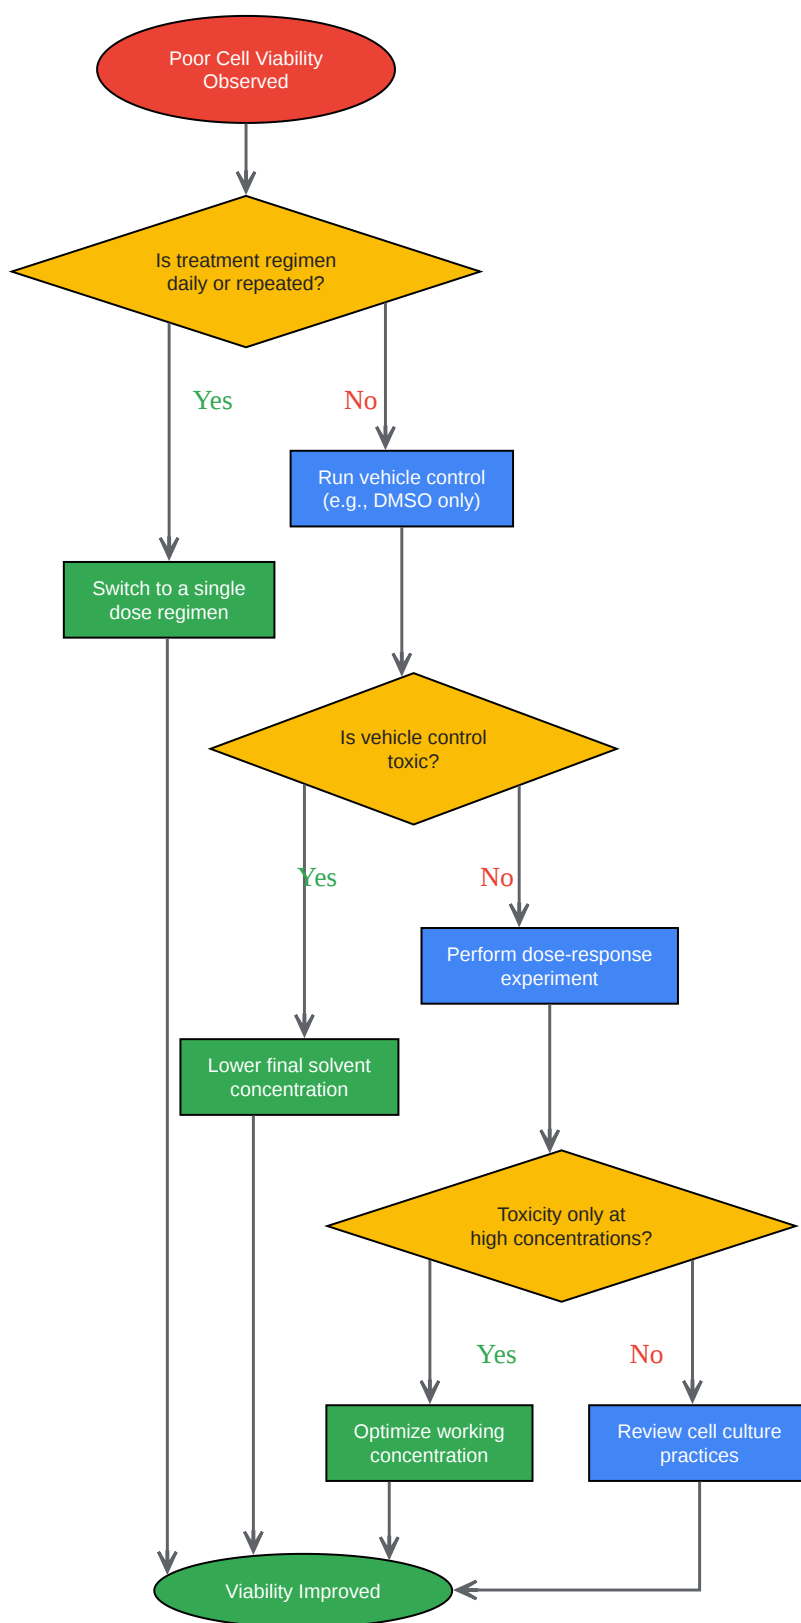 Poor Cell Viability
Observed
Is treatment regimen
daily or repeated?
Yes
No
Run vehicle control
(e.g., DMSO only)
Switch to a single
dose regimen
Is vehicle control
toxic?
Yes
No
Perform dose-response
experiment
Lower final solvent
concentration
Toxicity only at
high concentrations?
Yes
No
Optimize working
concentration
Review cell culture
practices
Viability Improved